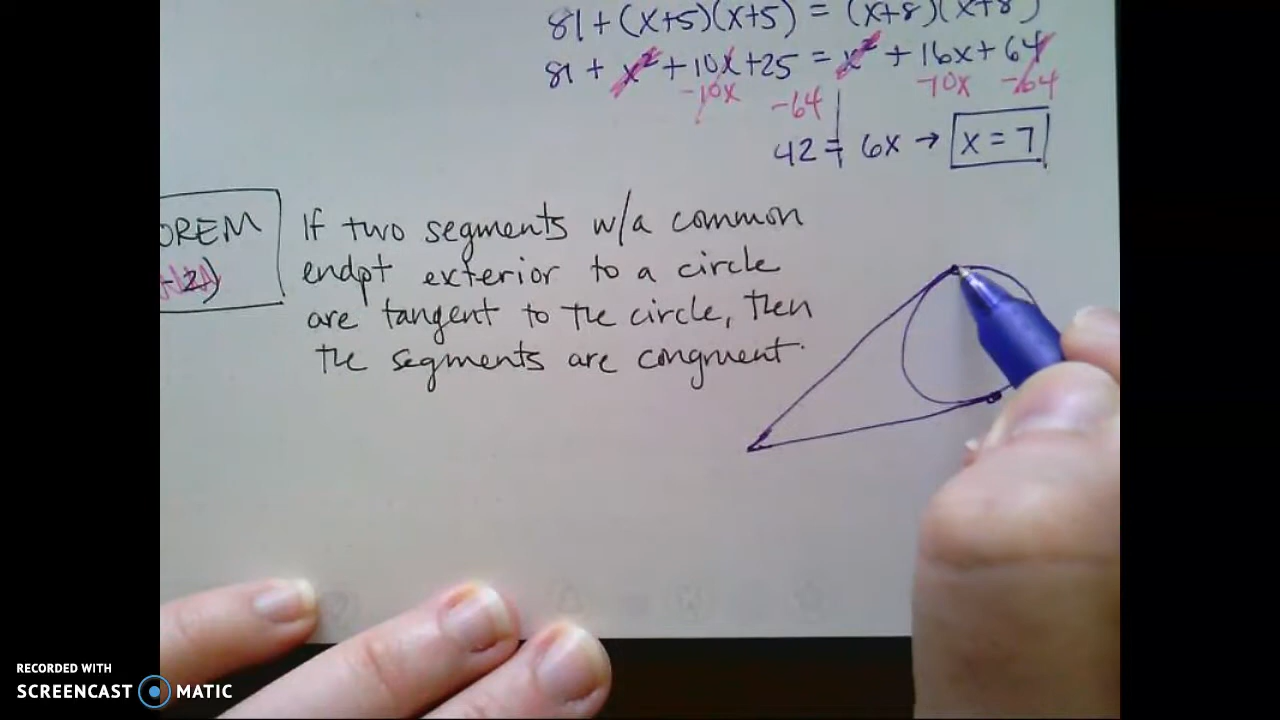 81 + (x+5)(x+5) = (x+8)(x+8)
81 + x² + 10x + 25 = x² + 16x + 64
-10x -64 -10x -64
42 = 6x → x = 7
OREM
2)
If two segments w/a common
endpt exterior to a circle
are tangent to the circle, then
the segments are congruent.
RECORDED WITH
SCREENCAST MATIC